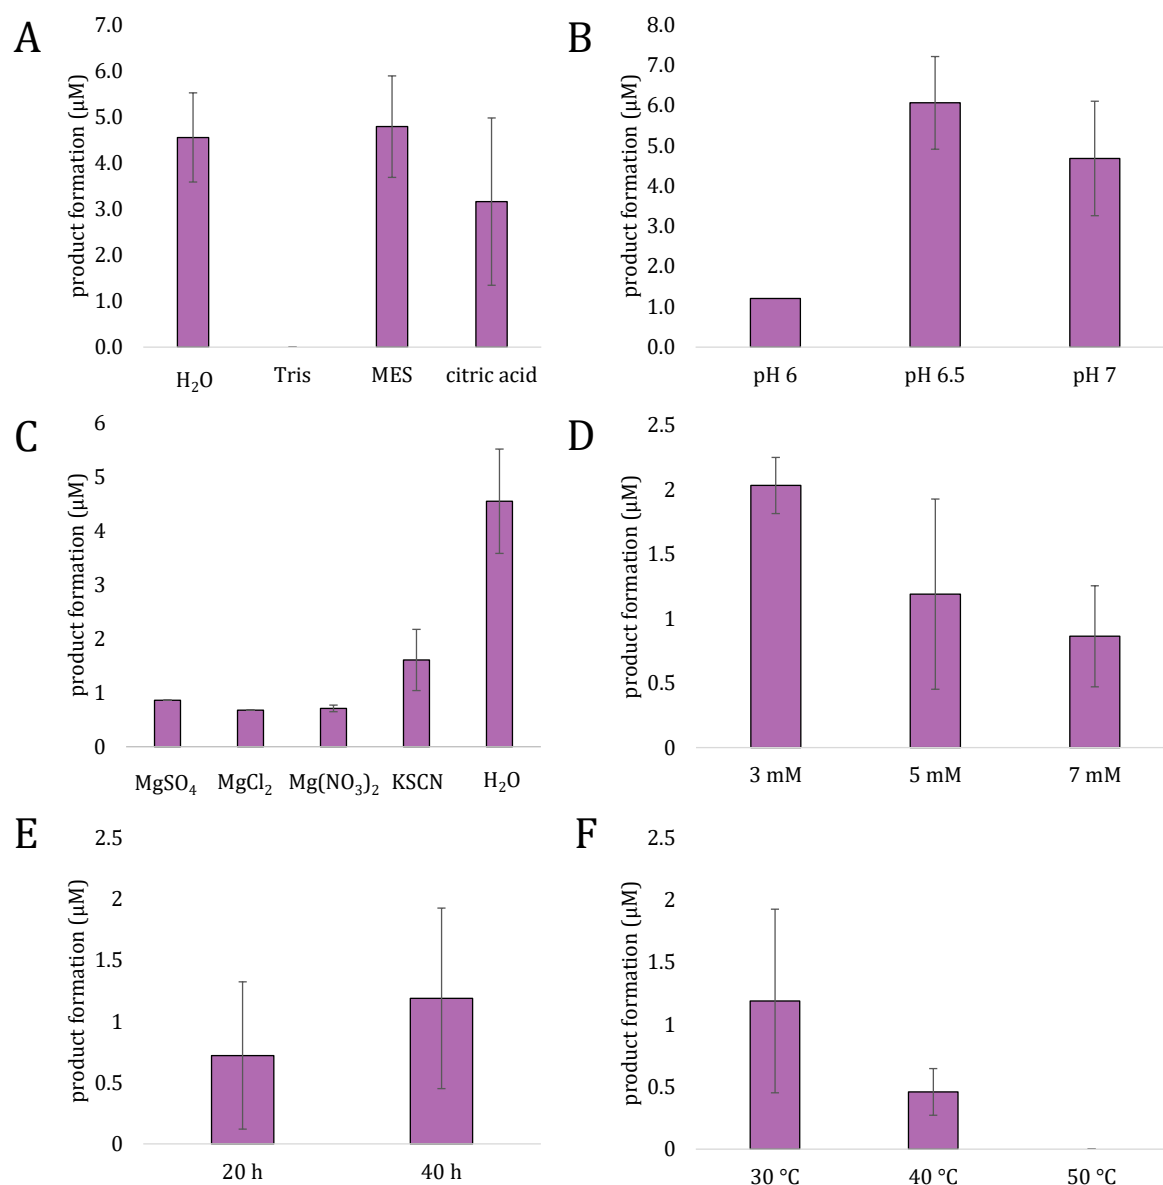 A
product formation (µM)
7.0
6.0
5.0
4.0
3.0
2.0
1.0
0.0
H₂O Tris MES citric acid
B
product formation (µM)
8.0
7.0
6.0
5.0
4.0
3.0
2.0
1.0
0.0
pH 6 pH 6.5 pH 7
C
product formation (µM)
6
5
4
3
2
1
0
MgSO₄ MgCl₂ Mg(NO₃)₂ KSCN H₂O
D
product formation (µM)
2.5
2
1.5
1
0.5
0
3 mM 5 mM 7 mM
E
product formation (µM)
2.5
2
1.5
1
0.5
0
20 h 40 h
F
product formation (µM)
2.5
2
1.5
1
0.5
0
30 °C 40 °C 50 °C